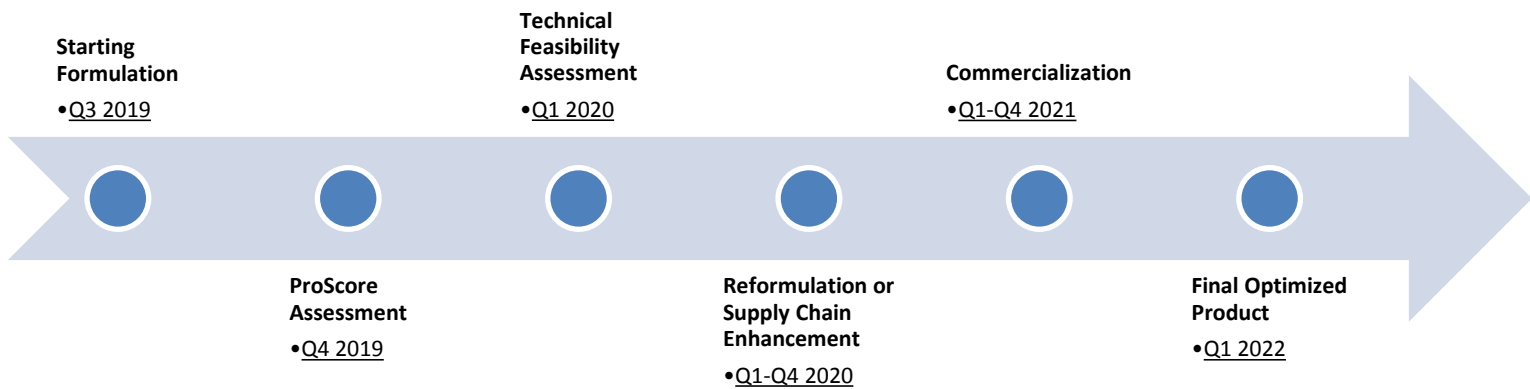 Starting
Formulation
•Q3 2019
ProScore
Assessment
•Q4 2019
Technical
Feasibility
Assessment
•Q1 2020
Reformulation or
Supply Chain
Enhancement
•Q1-Q4 2020
Commercialization
•Q1-Q4 2021
Final Optimized
Product
•Q1 2022